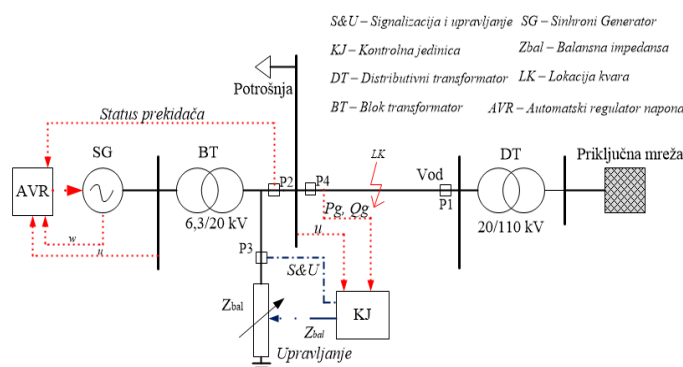 S&U – Signalizacija i upravljanje SG – Sinhroni Generator
KJ – Kontrolna jedinica Zbal – Balansna impedansa
DT – Distributivni transformator LK – Lokacija kvara
BT – Blok transformator AVR – Automatski regulator napona
Potrošnja
Status prekidača
SG
BT
LK
DT
Priključna mreža
AVR
P2
P4
Vod
P1
Pg, Qg
6,3/20 kV
20/110 kV
w
u
u
P3
S&U
Zbal
Zbal
KJ
Upravljanje